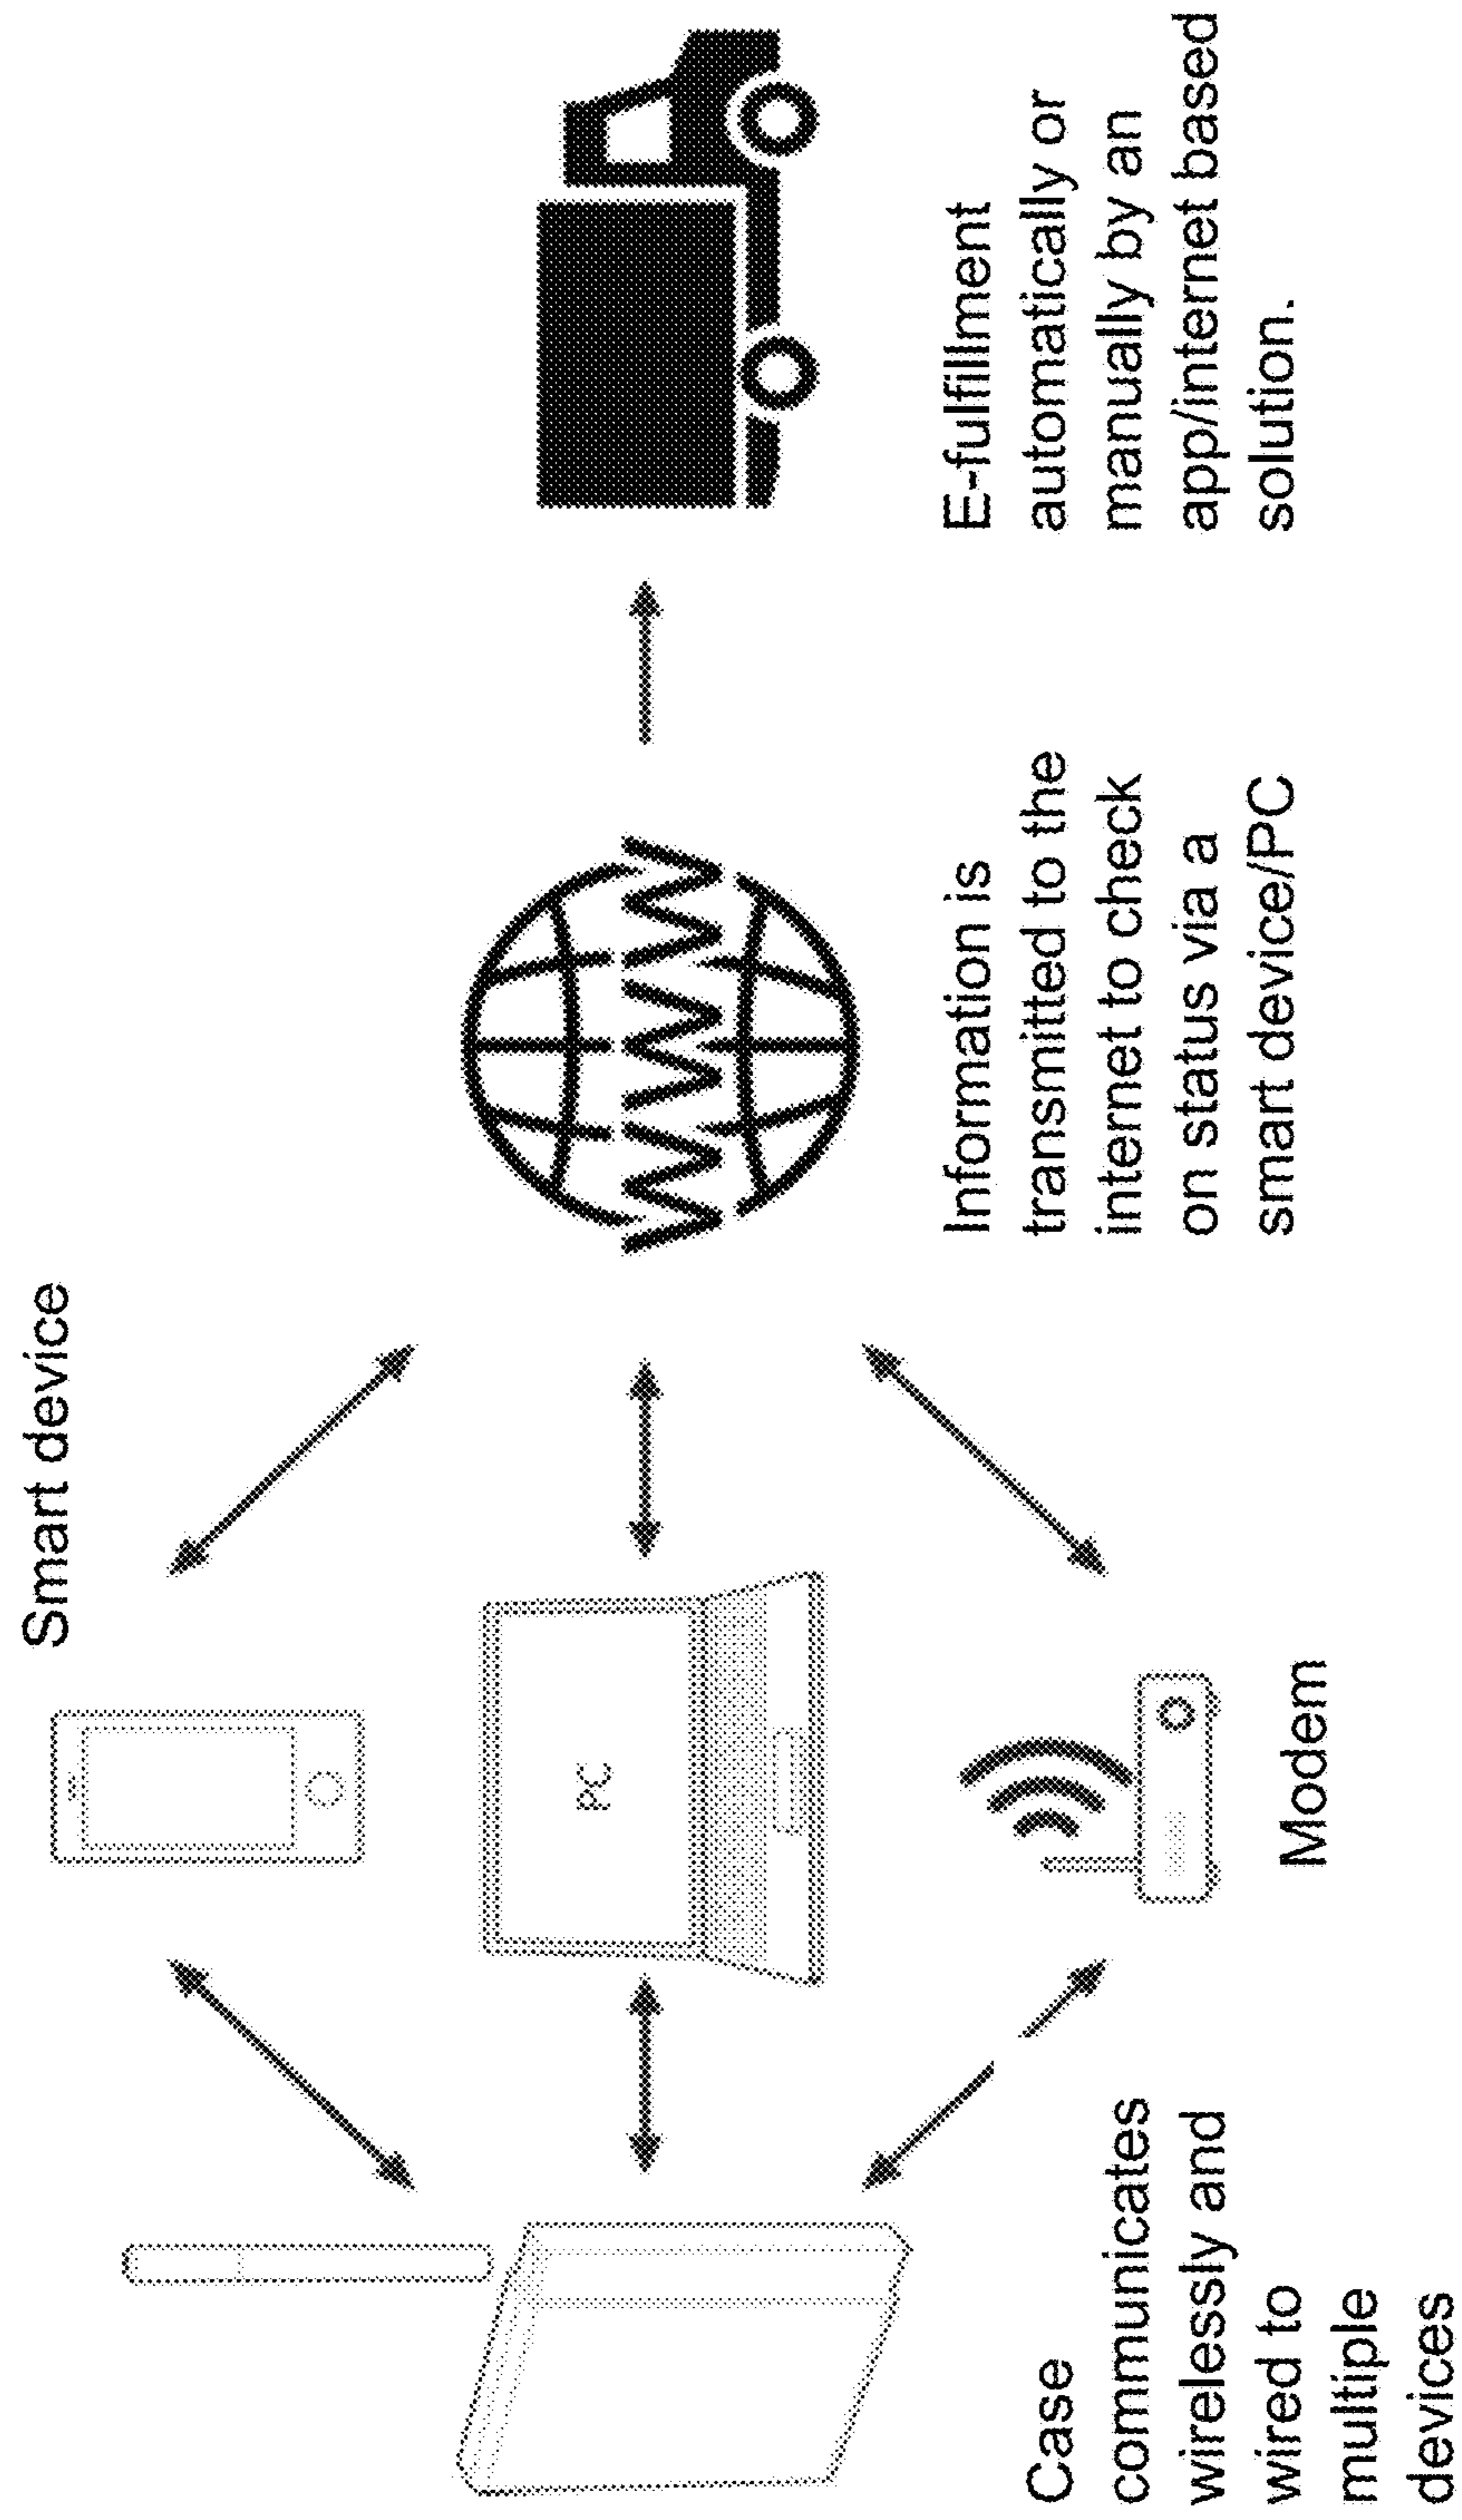 Smart device
PC
Modem
Case
communicates
wirelessly and
wired to
multiple
devices
WWW
Information is
transmitted to the
internet to check
on status via a
smart device/PC
E-fulfillment
automatically or
manually by an
app/internet based
solution.